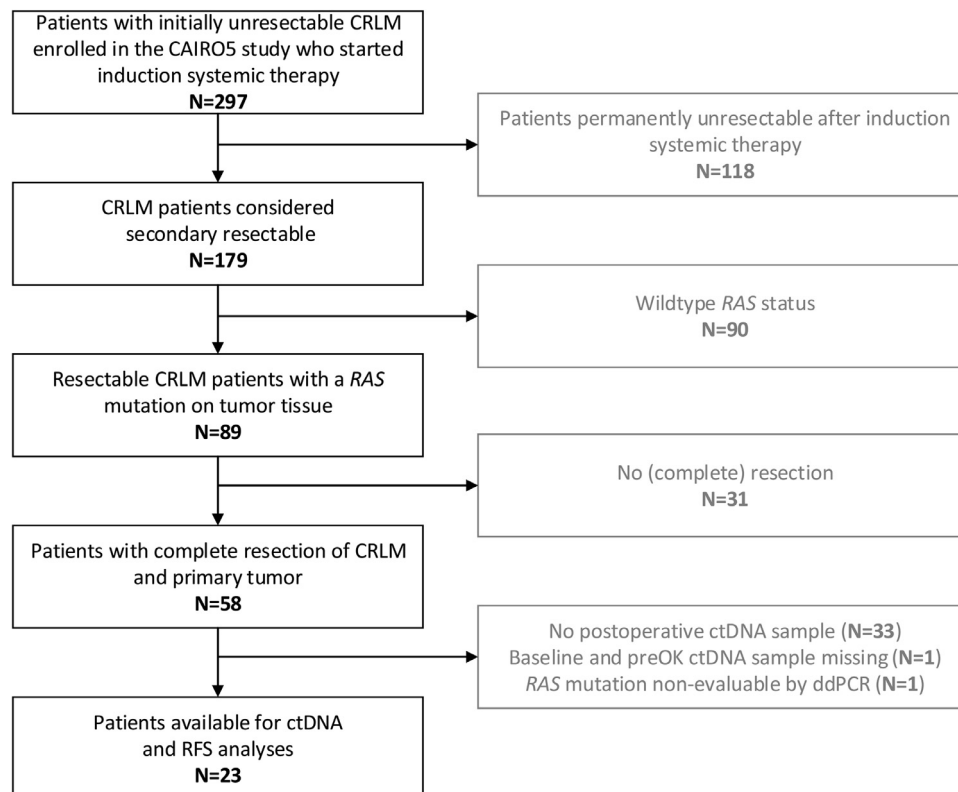 Patients with initially unresectable CRLM
enrolled in the CAIRO5 study who started
induction systemic therapy
N=297
Patients permanently unresectable after induction
systemic therapy
N=118
CRLM patients considered
secondary resectable
N=179
Wildtype RAS status
N=90
Resectable CRLM patients with a RAS
mutation on tumor tissue
N=89
No (complete) resection
N=31
Patients with complete resection of CRLM
and primary tumor
N=58
No postoperative ctDNA sample (N=33)
Baseline and preOK ctDNA sample missing (N=1)
RAS mutation non-evaluable by ddPCR (N=1)
Patients available for ctDNA
and RFS analyses
N=23